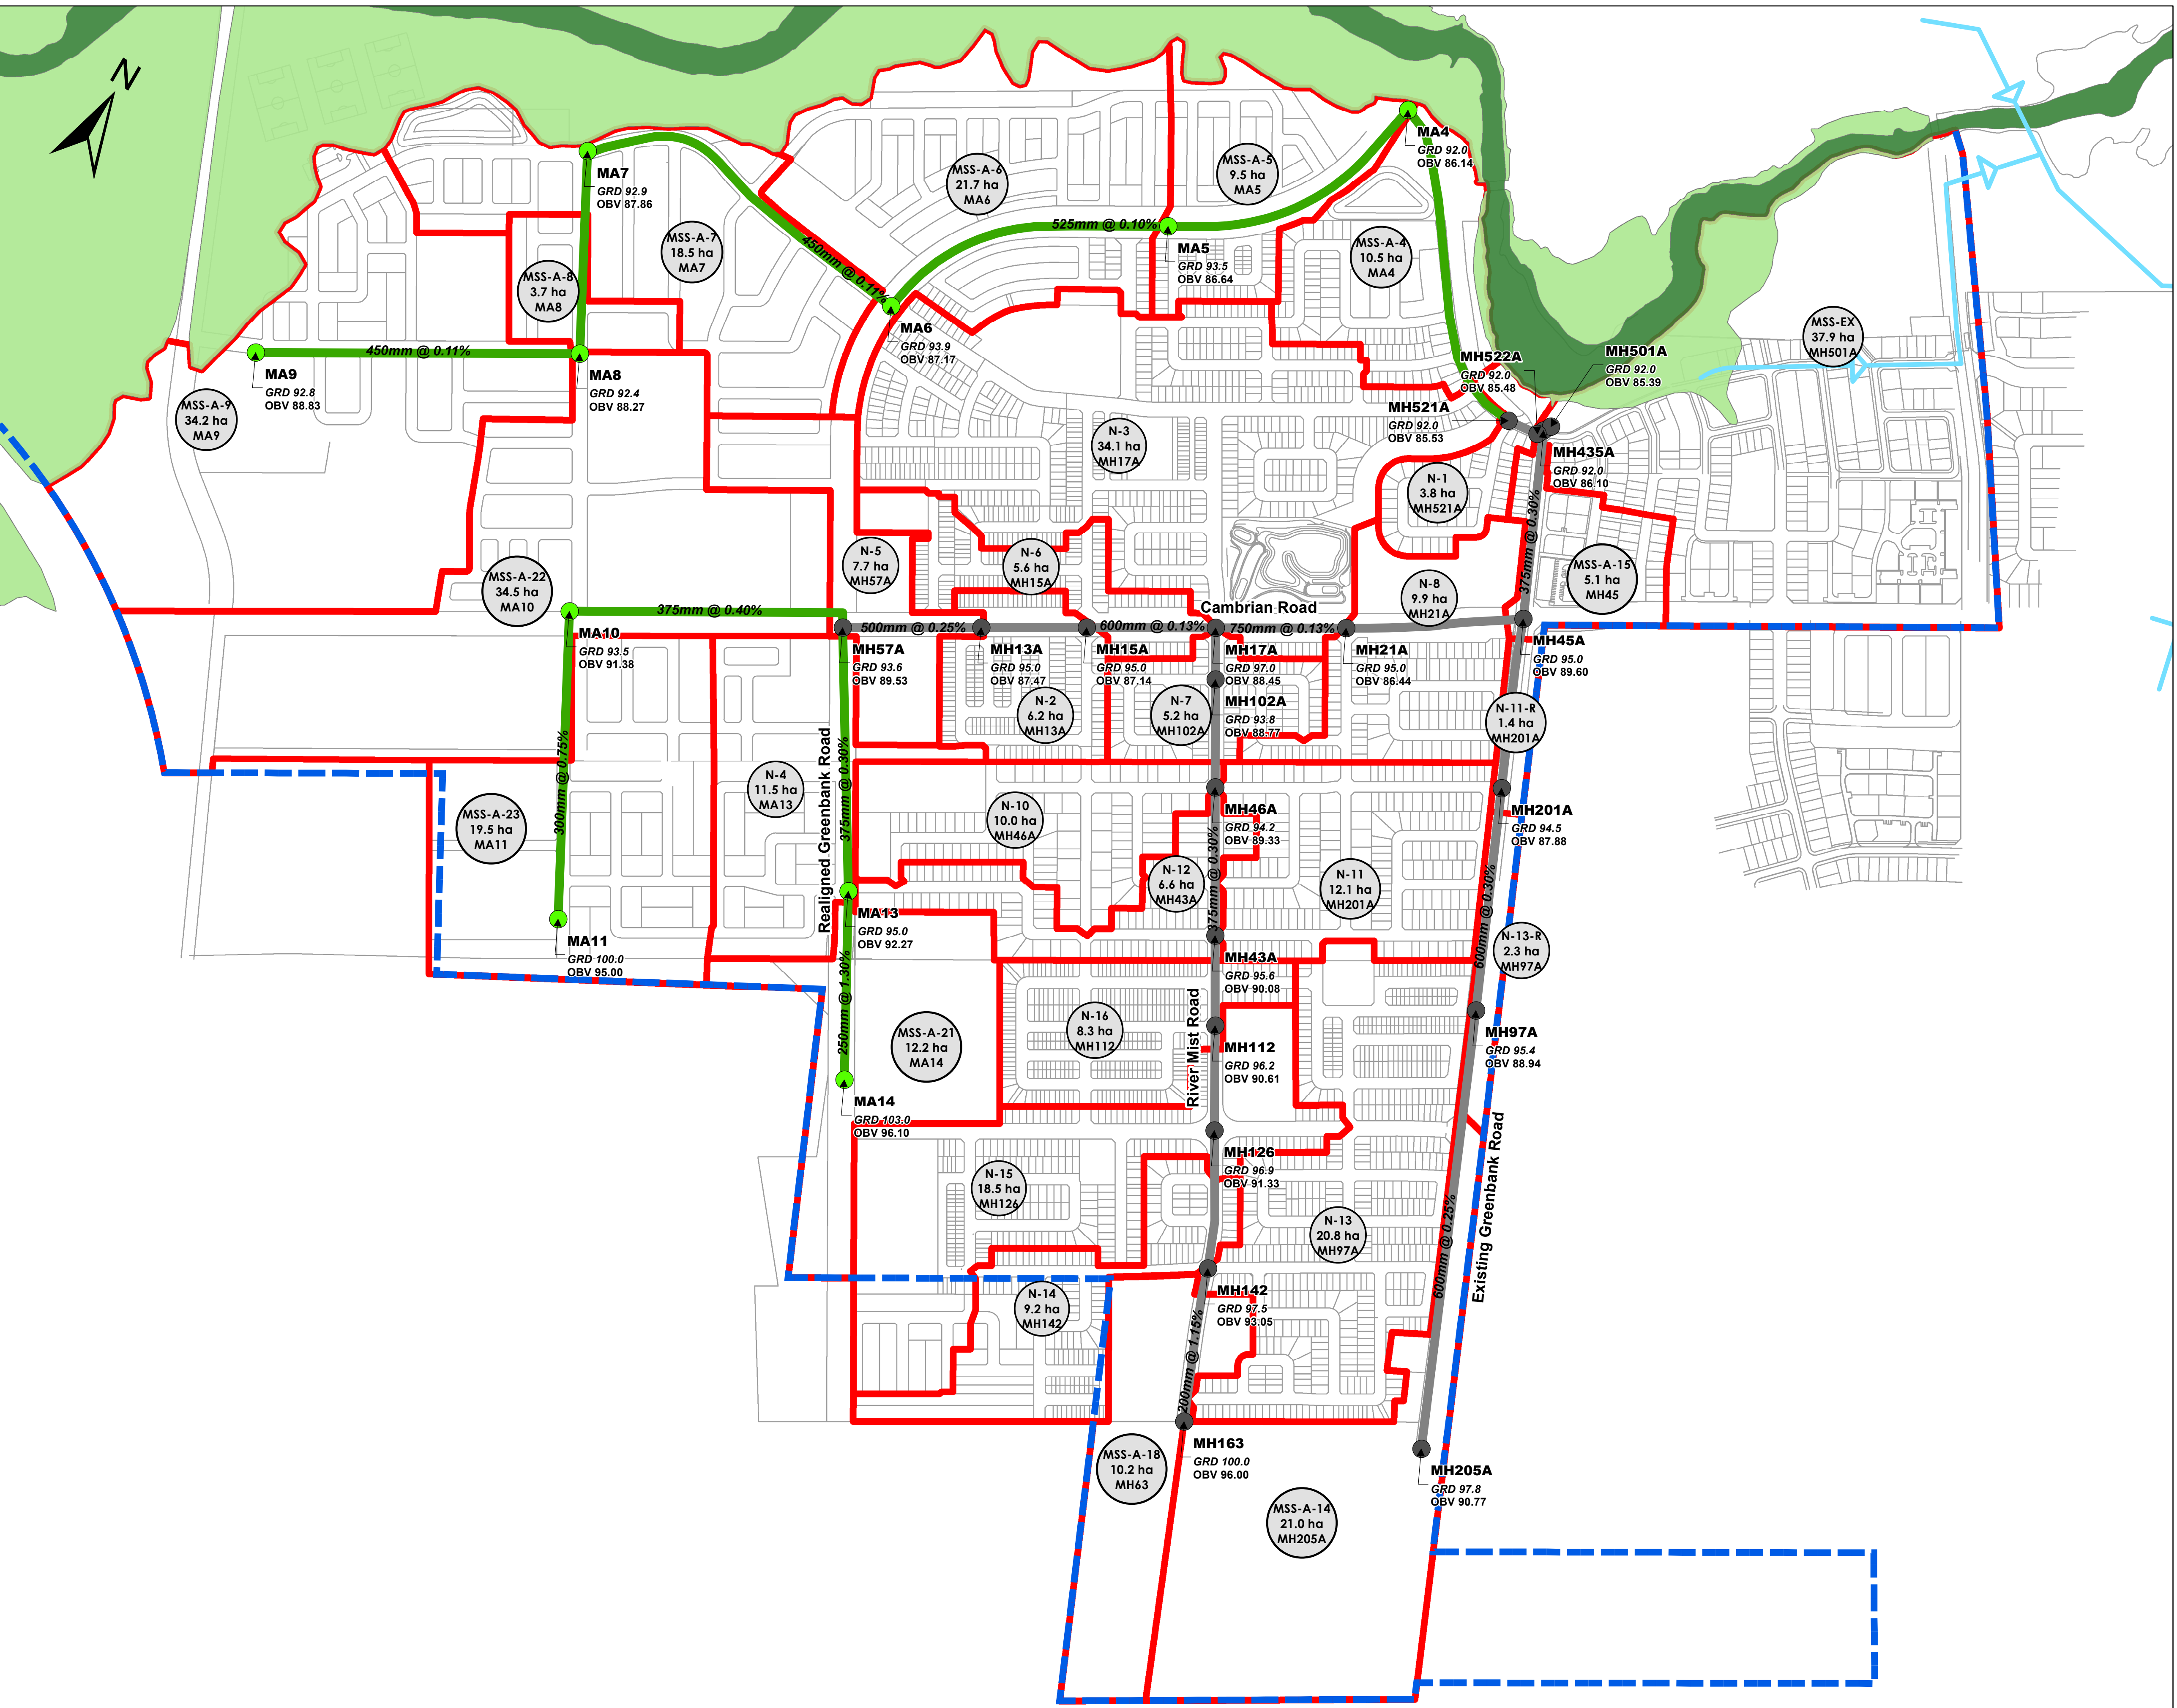 N
MA4
GRD 92.0
OBV 86.14
MA7
GRD 92.9
OBV 87.86
MSS-A-6
21.7 ha
MA6
MSS-A-5
9.5 ha
MA5
MSS-A-7
18.5 ha
MA7
525mm @ 0.10%
450mm @ 0.11%
MA5
GRD 93.5
OBV 86.64
MSS-A-4
10.5 ha
MA4
MSS-A-8
3.7 ha
MA8
MA6
GRD 93.9
OBV 87.17
MSS-EX
37.9 ha
MH501A
450mm @ 0.11%
MA9
GRD 92.8
OBV 88.83
MA8
GRD 92.4
OBV 88.27
MH522A
GRD 92.0
OBV 85.48
MH501A
GRD 92.0
OBV 85.39
MSS-A-9
34.2 ha
MA9
MH521A
GRD 92.0
OBV 85.53
N-3
34.1 ha
MH17A
MH435A
GRD 92.0
OBV 86.10
N-1
3.8 ha
MH521A
375mm @ 0.30%
N-5
7.7 ha
MH57A
N-6
5.6 ha
MH15A
MSS-A-22
34.5 ha
MA10
N-8
9.9 ha
MH21A
MSS-A-15
5.1 ha
MH45
375mm @ 0.40%
Cambrian Road
500mm @ 0.25%
600mm @ 0.13%
750mm @ 0.13%
MA10
GRD 93.5
OBV 91.38
MH57A
GRD 93.6
OBV 89.53
MH13A
GRD 95.0
OBV 87.47
MH15A
GRD 95.0
OBV 87.14
MH17A
GRD 97.0
OBV 88.45
MH21A
GRD 95.0
OBV 86.44
MH45A
GRD 95.0
OBV 89.60
N-2
6.2 ha
MH13A
N-7
5.2 ha
MH102A
MH102A
GRD 93.8
OBV 88.77
N-11-R
1.4 ha
MH201A
300mm @ 0.75%
N-4
11.5 ha
MA13
Realigned Greenbank Road
375mm @ 0.30%
MSS-A-23
19.5 ha
MA11
N-10
10.0 ha
MH46A
MH46A
GRD 94.2
OBV 89.33
MH201A
GRD 94.5
OBV 87.88
N-12
6.6 ha
MH43A
375mm @ 0.30%
N-11
12.1 ha
MH201A
600mm @ 0.30%
MA13
GRD 95.0
OBV 92.27
MA11
GRD 100.0
OBV 95.00
N-13-R
2.3 ha
MH97A
MH43A
GRD 95.6
OBV 90.08
250mm @ 1.30%
MSS-A-21
12.2 ha
MA14
N-16
8.3 ha
MH112
River Mist Road
MH112
GRD 96.2
OBV 90.61
MH97A
GRD 95.4
OBV 88.94
MA14
GRD 103.0
OBV 96.10
MH126
GRD 96.9
OBV 91.33
N-15
18.5 ha
MH126
N-13
20.8 ha
MH97A
600mm @ 0.25%
Existing Greenbank Road
N-14
9.2 ha
MH142
MH142
GRD 97.5
OBV 93.05
200mm @ 1.15%
MSS-A-18
10.2 ha
MH63
MH163
GRD 100.0
OBV 96.00
MH205A
GRD 97.8
OBV 90.77
MSS-A-14
21.0 ha
MH205A